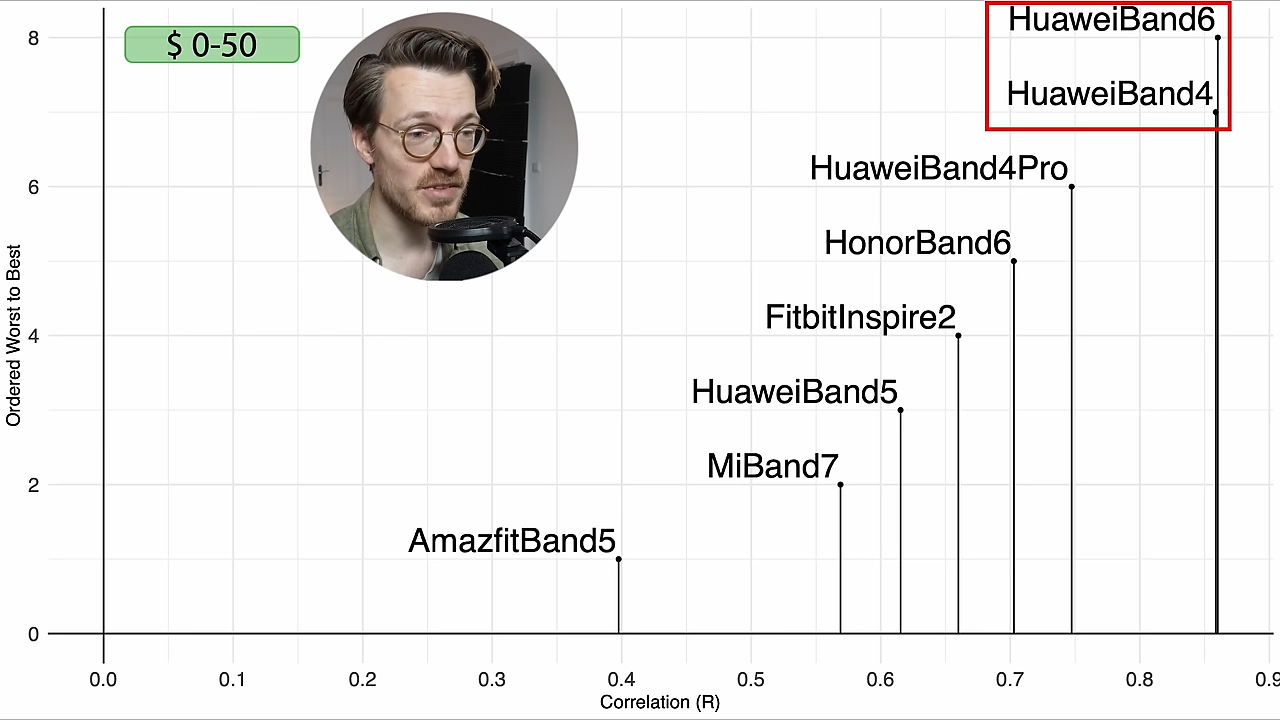 HuaweiBand6
8
$ 0-50
HuaweiBand4
HuaweiBand4Pro
6
HonorBand6
FitbitInspire2
4
HuaweiBand5
MiBand7
2
AmazfitBand5
0
Ordered Worst to Best
0.0 0.1 0.2 0.3 0.4 0.5 0.6 0.7 0.8 0.9
Correlation (R)